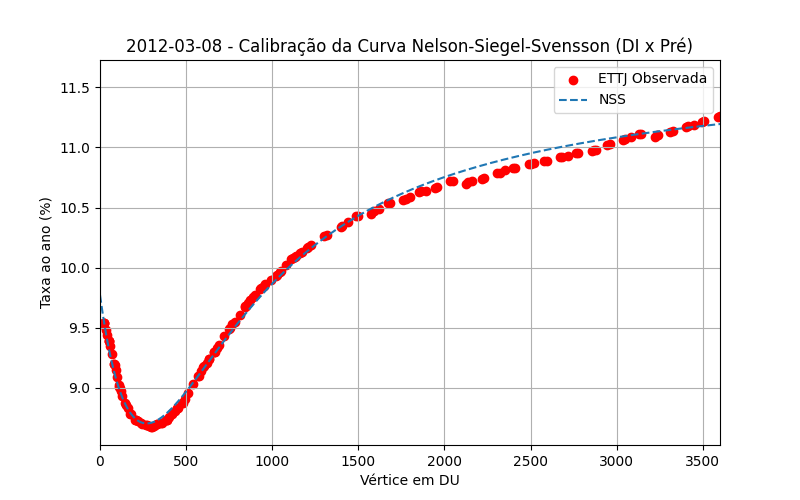 2012-03-08 - Calibração da Curva Nelson-Siegel-Svensson (DI x Pré)
ETTJ Observada
NSS
Taxa ao ano (%)
11.5
11.0
10.5
10.0
9.5
9.0
0 500 1000 1500 2000 2500 3000 3500
Vértice em DU